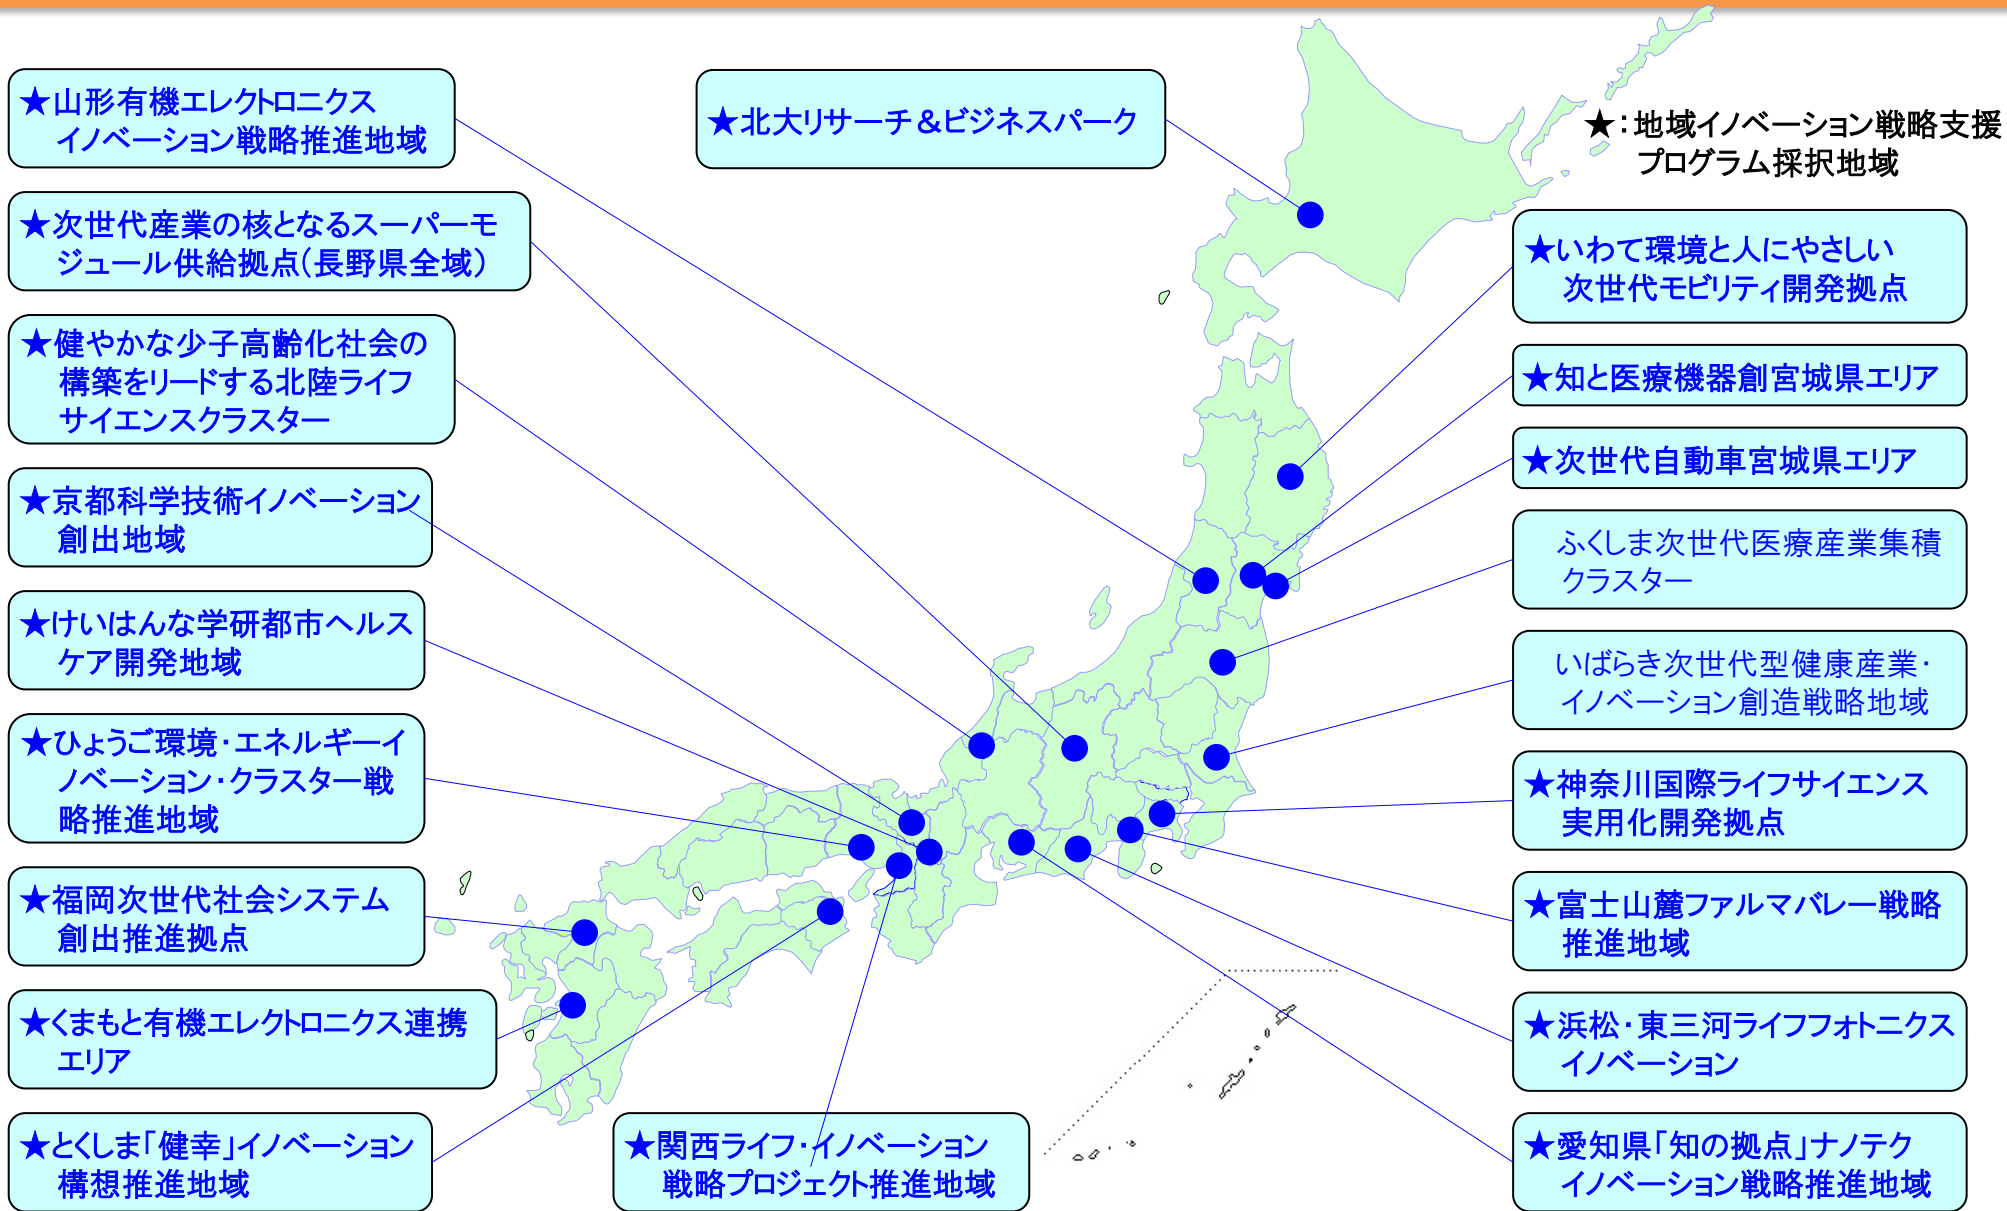 ★山形有機エレクトロニクス
イノベーション戦略推進地域
★次世代産業の核となるスーパーモ
ジュール供給拠点(長野県全域)
★健やかな少子高齢化社会の
構築をリードする北陸ライフ
サイエンスクラスター
★京都科学技術イノベーション
創出地域
★けいはんな学研都市ヘルス
ケア開発地域
★ひょうご環境・エネルギーイ
ノベーション・クラスター戦
略推進地域
★福岡次世代社会システム
創出推進拠点
★くまもと有機エレクトロニクス連携
エリア
★とくしま「健幸」イノベーション
構想推進地域
★北大リサーチ&ビジネスパーク
★関西ライフ・イノベーション
戦略プロジェクト推進地域
★:地域イノベーション戦略支援
プログラム採択地域
★いわて環境と人にやさしい
次世代モビリティ開発拠点
★知と医療機器創宮城県エリア
★次世代自動車宮城県エリア
ふくしま次世代医療産業集積
クラスター
いばらき次世代型健康産業・
イノベーション創造戦略地域
★神奈川国際ライフサイエンス
実用化開発拠点
★富士山麓ファルマバレー戦略
推進地域
★浜松・東三河ライフフォトニクス
イノベーション
★愛知県「知の拠点」ナノテク
イノベーション戦略推進地域